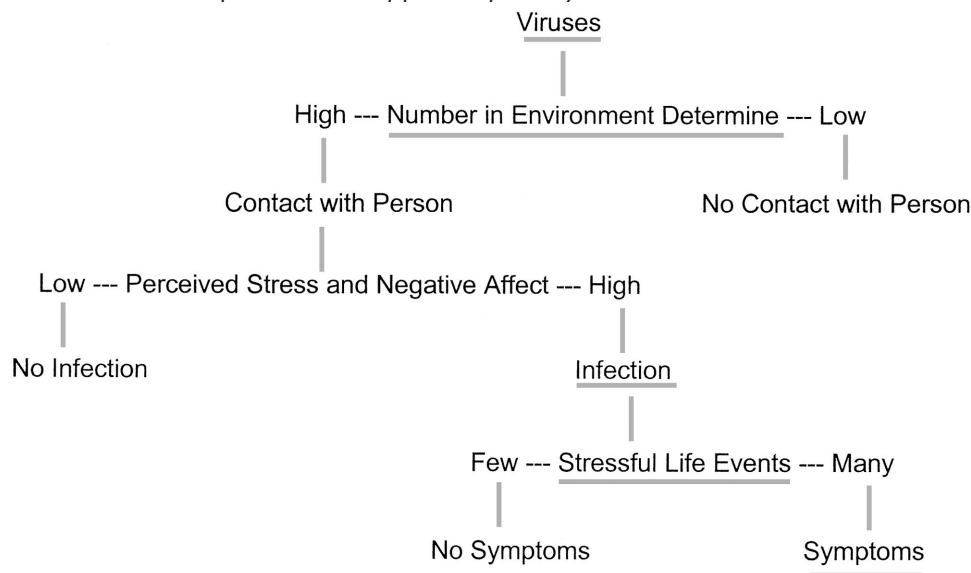 Viruses
High --- Number in Environment Determine --- Low
Contact with Person
No Contact with Person
Low --- Perceived Stress and Negative Affect --- High
No Infection
Infection
Few --- Stressful Life Events --- Many
No Symptoms
Symptoms